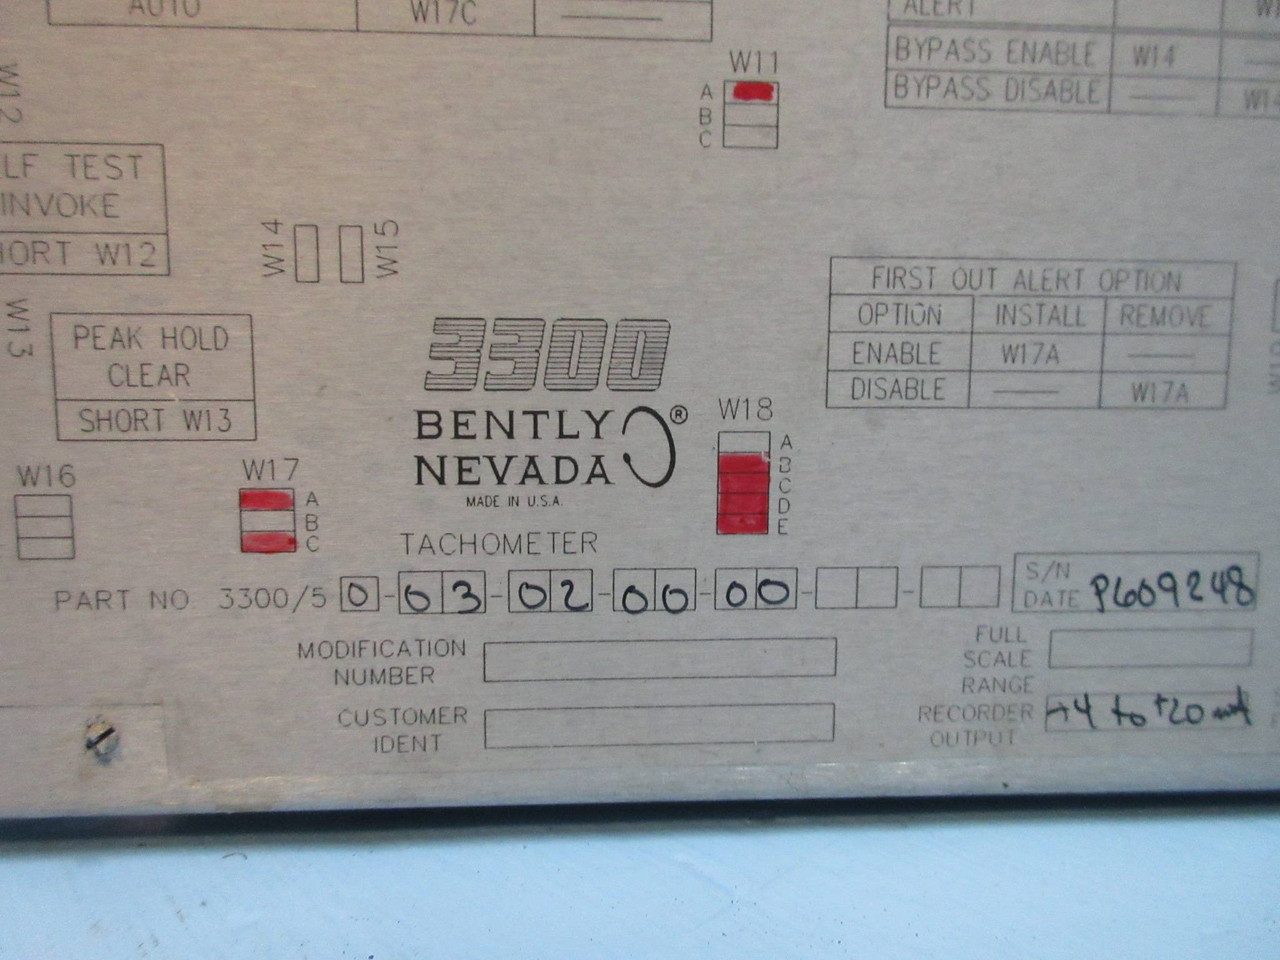 AUTO W17C
ALERT
BYPASS ENABLE W14
BYPASS DISABLE
W11
A
B
C
W12
LF TEST
INVOKE
HORT W12
W14
W15
W13
PEAK HOLD
CLEAR
SHORT W13
FIRST OUT ALERT OPTION
OPTION INSTALL REMOVE
ENABLE W17A
DISABLE W17A
3300
BENTLY
NEVADA ®
MADE IN U.S.A.
W18
A
B
C
D
E
W16
W17
A
B
C
TACHOMETER
PART NO 3300/5 0-03-02-00-00- -
S/N
DATE P609248
MODIFICATION
NUMBER
FULL
SCALE
RANGE
CUSTOMER
IDENT
RECORDER
OUTPUT +4 to +20 mA